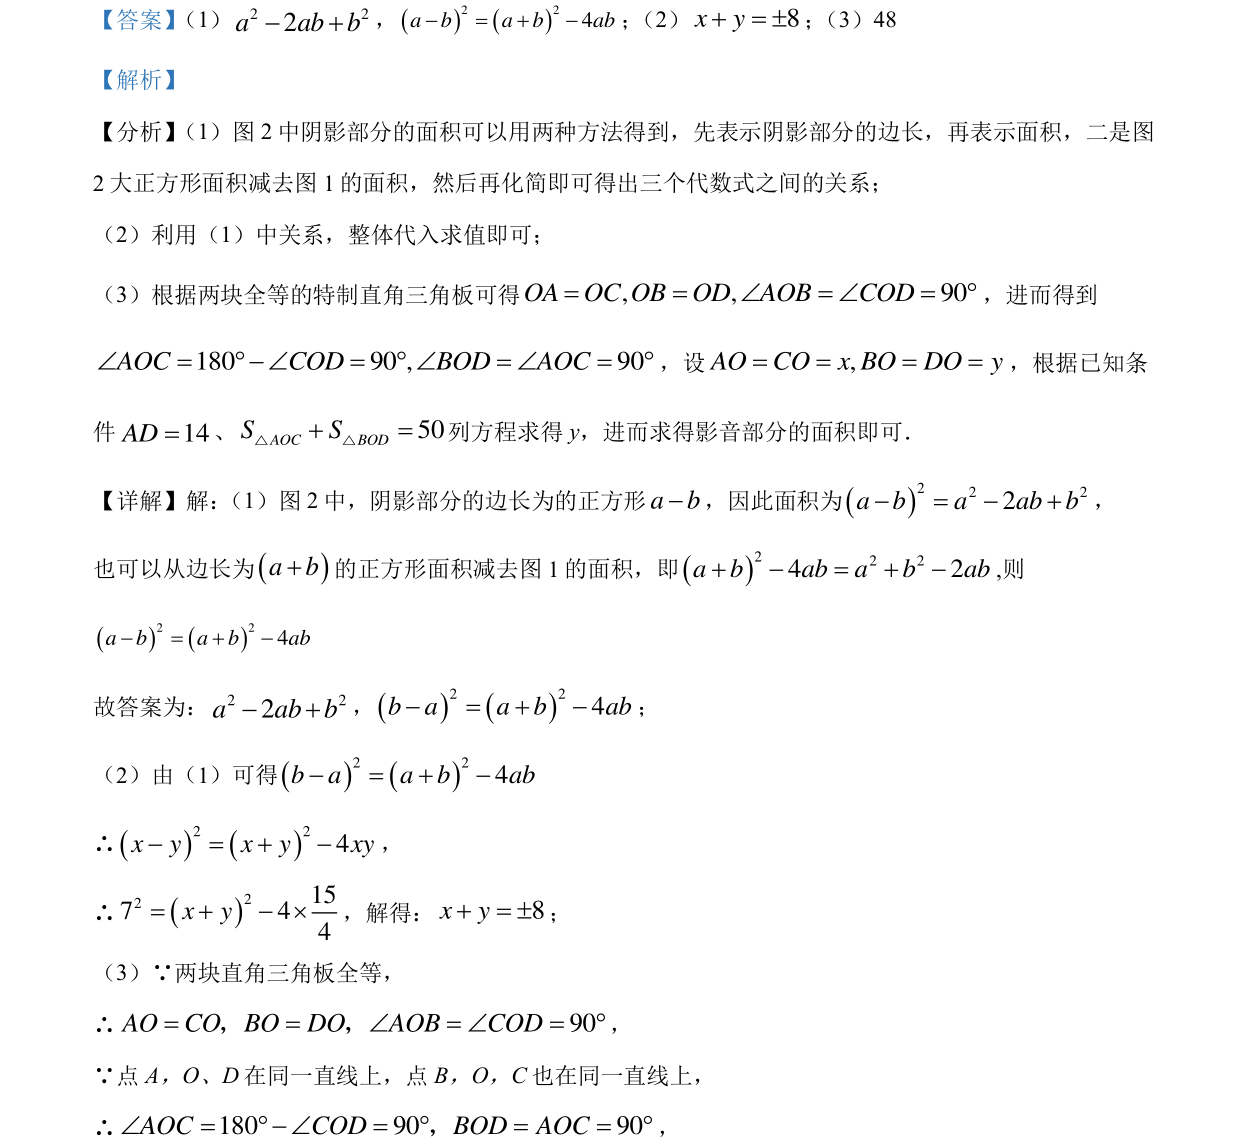 【答案】（1）a² − 2ab + b²，(a − b)² = (a + b)² − 4ab；（2）x + y = ±8；（3）48
【解析】
【分析】（1）图 2 中阴影部分的面积可以用两种方法得到，先表示阴影部分的边长，再表示面积，二是图
2 大正方形面积减去图 1 的面积，然后再化简即可得出三个代数式之间的关系；
（2）利用（1）中关系，整体代入求值即可；
（3）根据两块全等的特制直角三角板可得 OA = OC, OB = OD, ∠AOB = ∠COD = 90°，进而得到
∠AOC = 180° − ∠COD = 90°, ∠BOD = ∠AOC = 90°，设 AO = CO = x, BO = DO = y，根据已知条
件 AD = 14、S△AOC + S△BOD = 50 列方程求得 y，进而求得影音部分的面积即可．
【详解】解：（1）图 2 中，阴影部分的边长为的正方形 a − b，因此面积为 (a − b)² = a² − 2ab + b²，
也可以从边长为 (a + b) 的正方形面积减去图 1 的面积，即 (a + b)² − 4ab = a² + b² − 2ab ,则
(a − b)² = (a + b)² − 4ab
故答案为：a² − 2ab + b²，(b − a)² = (a + b)² − 4ab；
（2）由（1）可得 (b − a)² = (a + b)² − 4ab
∴ (x − y)² = (x + y)² − 4xy，
∴ 7² = (x + y)² − 4 × 15/4，解得：x + y = ±8；
（3）∵两块直角三角板全等，
∴ AO = CO，BO = DO，∠AOB = ∠COD = 90°，
∵点 A，O、D 在同一直线上，点 B，O，C 也在同一直线上，
∴ ∠AOC = 180° − ∠COD = 90°，BOD = AOC = 90°，